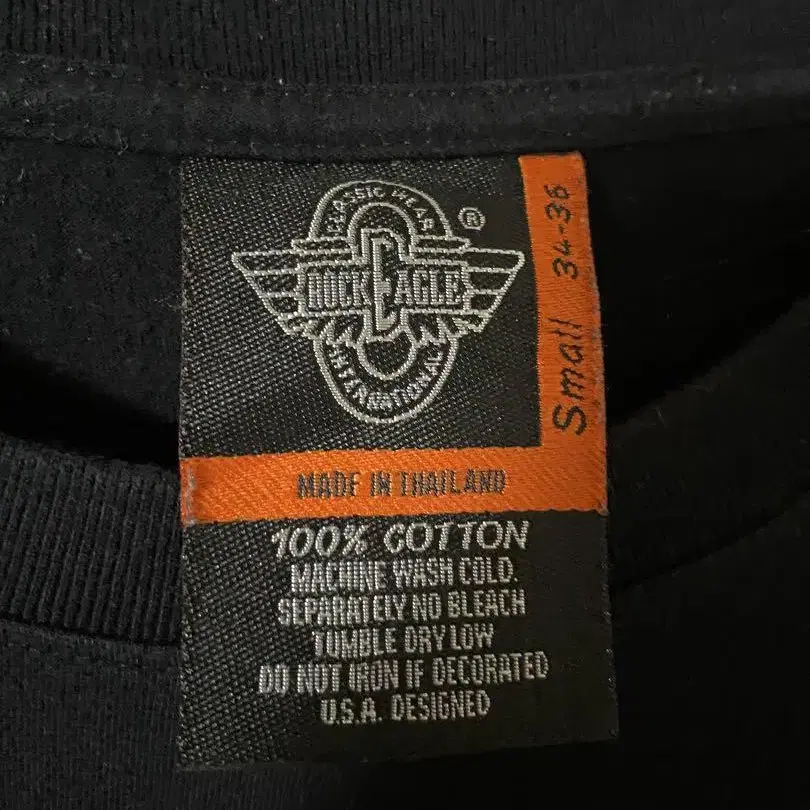 CLASSIC WEAR
®
ROCK EAGLE
INTERNATIONAL
Small 34-36
MADE IN THAILAND
100% COTTON
MACHINE WASH COLD.
SEPARATELY NO BLEACH
TUMBLE DRY LOW
DO NOT IRON IF DECORATED
U.S.A. DESIGNED